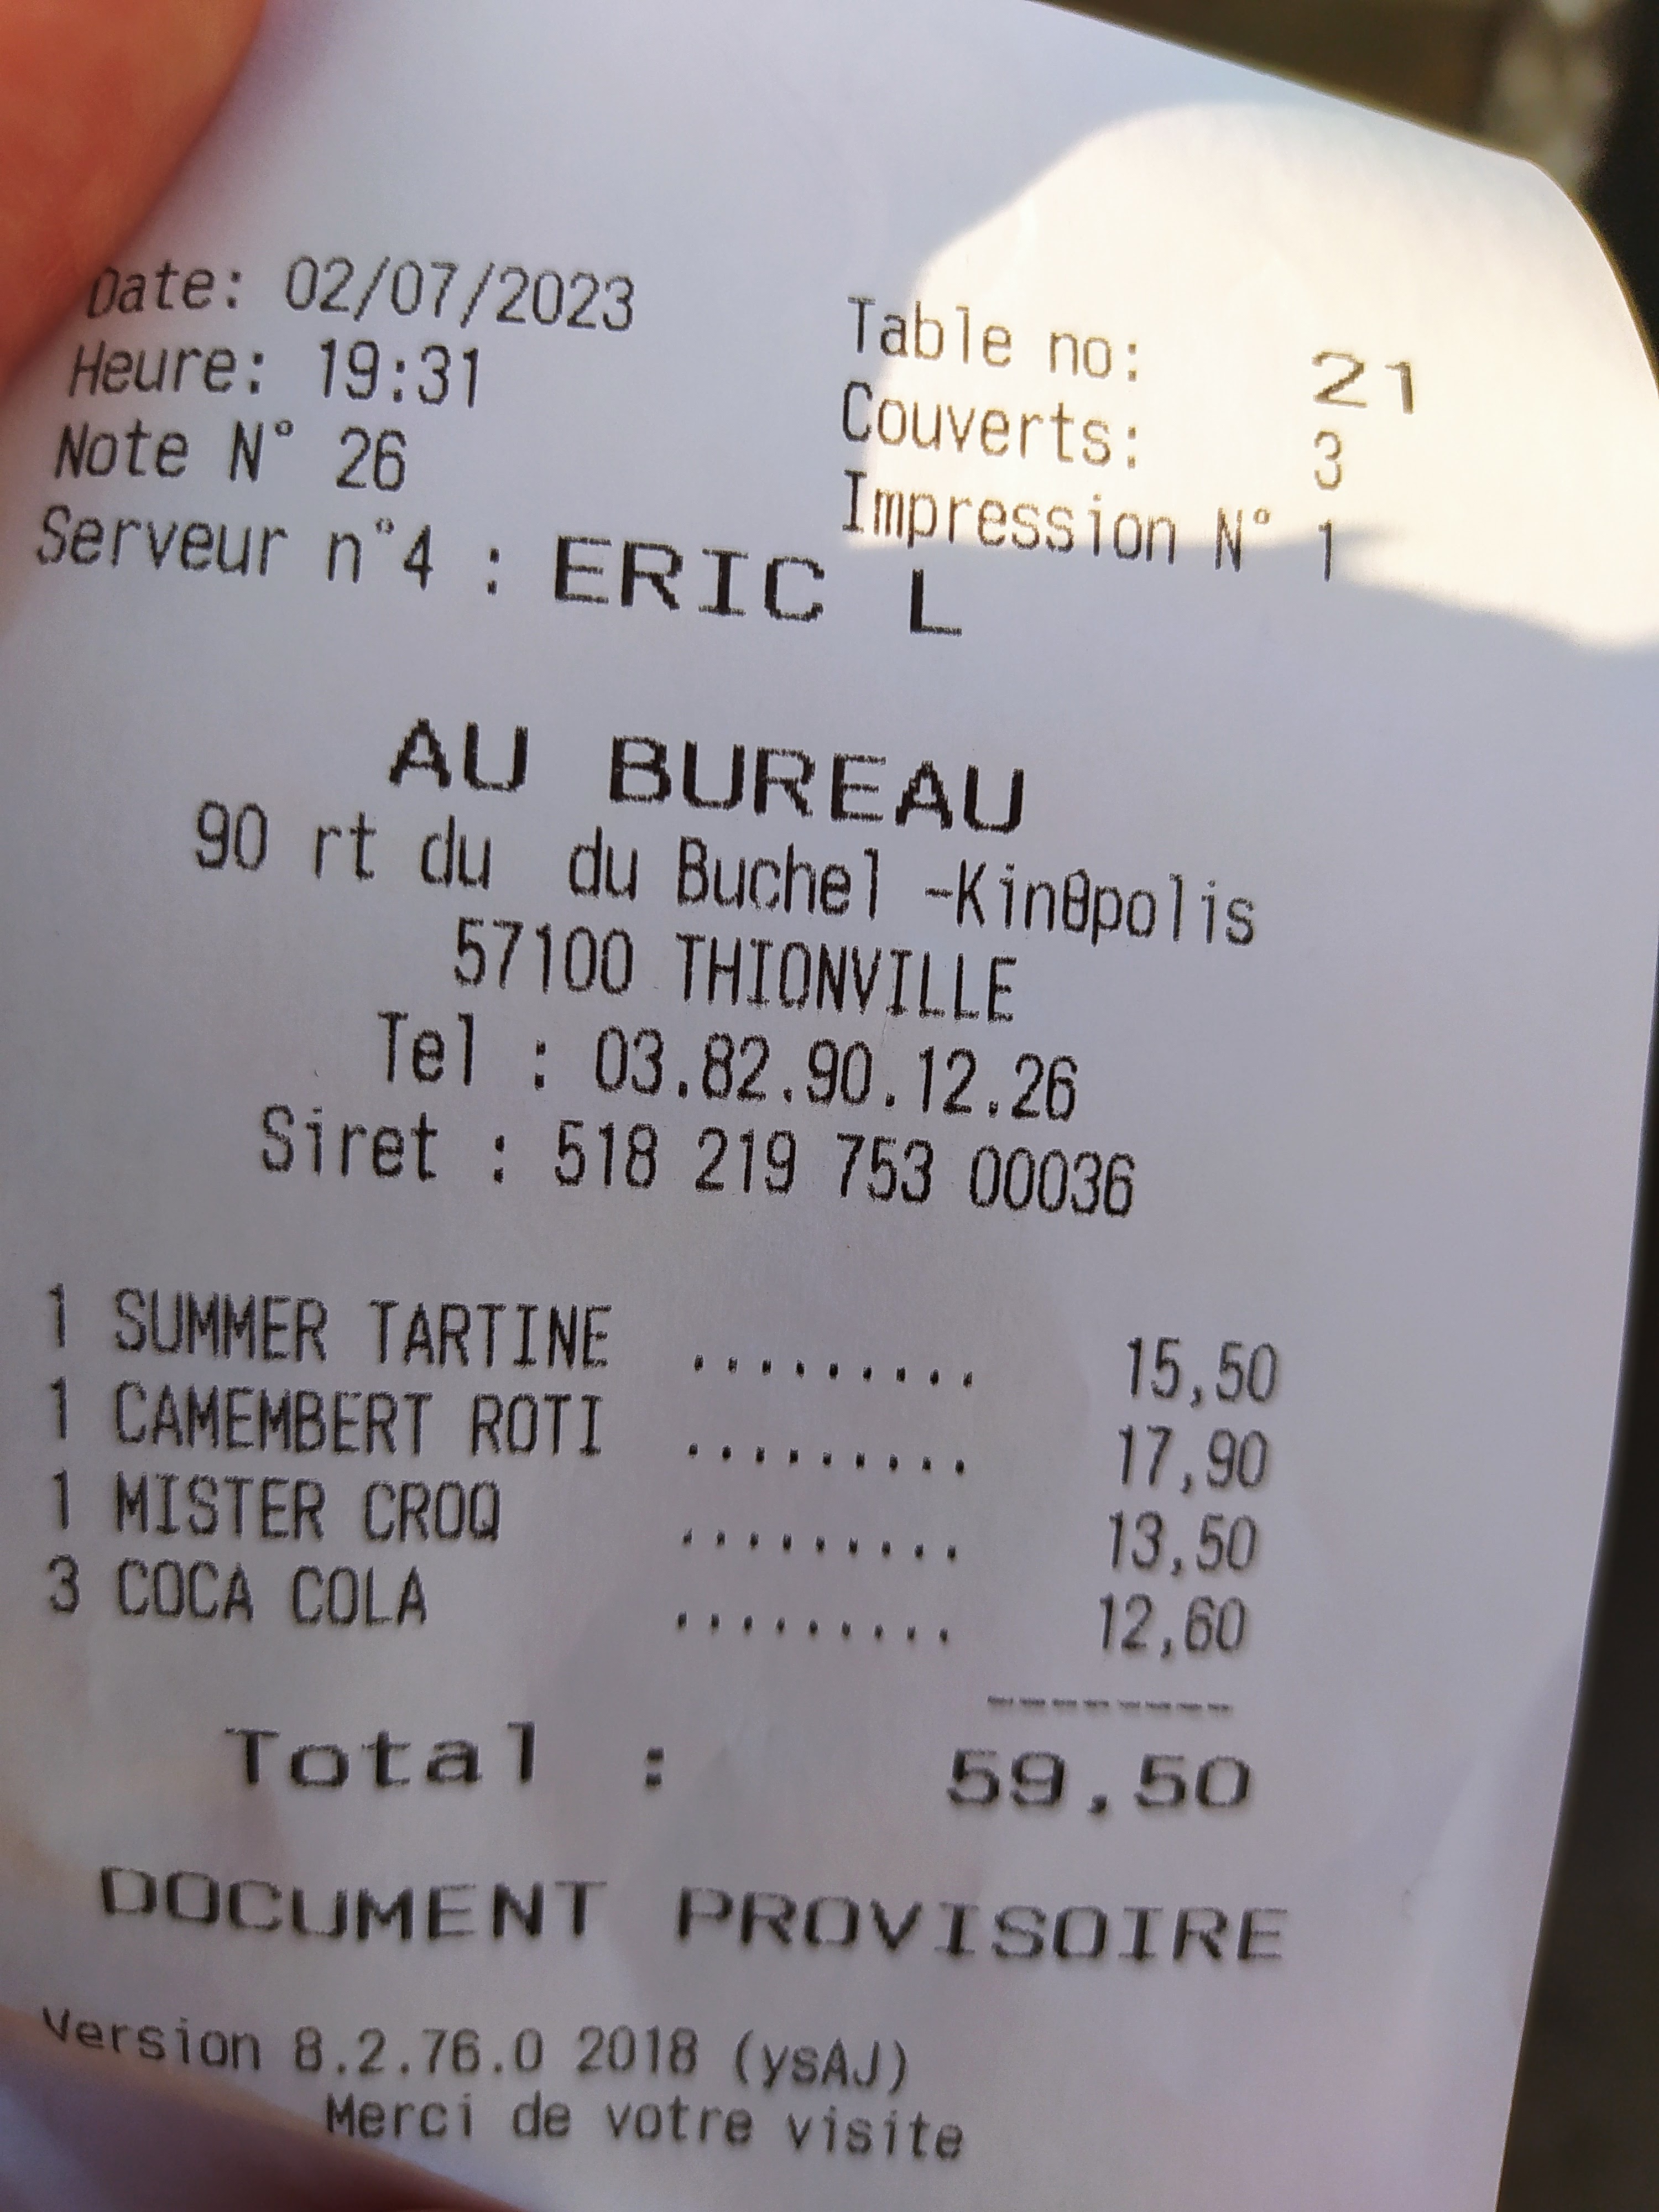 Date: 02/07/2023
Heure: 19:31
Note N° 26
Serveur n°4 : ERIC L
Table no: 21
Couverts: 3
Impression N° 1
AU BUREAU
90 rt du du Buchel -Kinθpolis
57100 THIONVILLE
Tel : 03.82.90.12.26
Siret : 518 219 753 00036
1 SUMMER TARTINE ......... 15,50
1 CAMEMBERT ROTI ......... 17,90
1 MISTER CROQ ......... 13,50
3 COCA COLA ......... 12,60
--------
Total : 59,50
DOCUMENT PROVISOIRE
Version 8.2.76.0 2018 (ysAJ)
Merci de votre visite